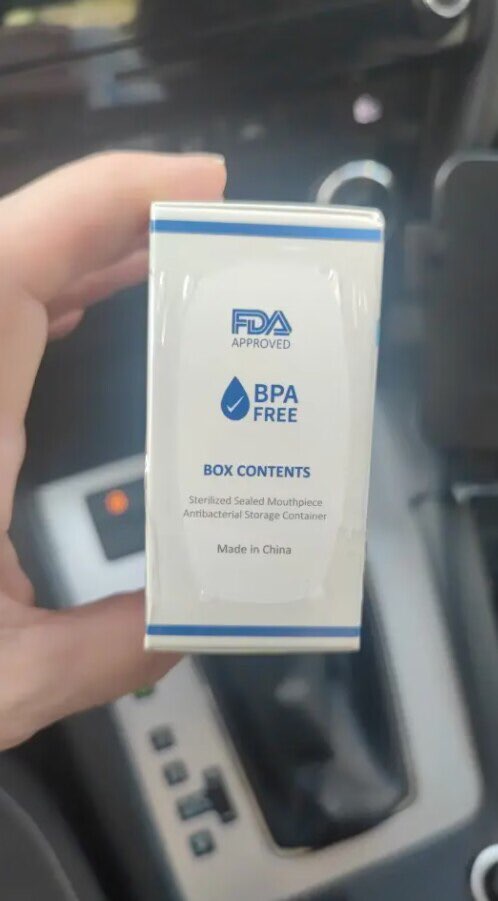 FDA
APPROVED
BPA
FREE
BOX CONTENTS
Sterilized Sealed Mouthpiece
Antibacterial Storage Container
Made in China